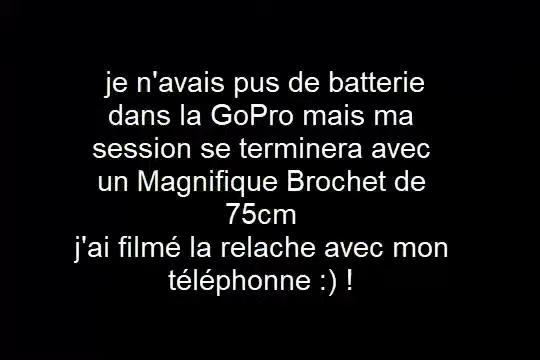 je n'avais pus de batterie
dans la GoPro mais ma
session se terminera avec
un Magnifique Brochet de
75cm
j'ai filmé la relache avec mon
téléphonne :) !